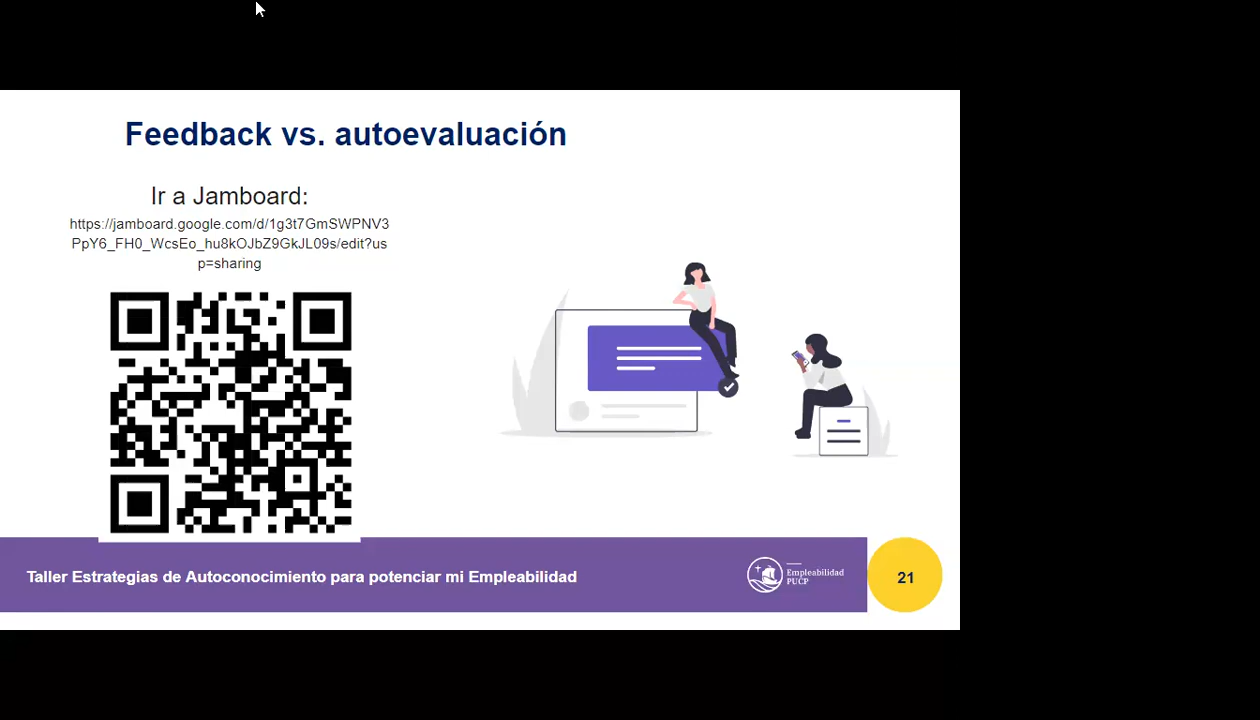 Feedback vs. autoevaluación
Ir a Jamboard:
https://jamboard.google.com/d/1g3t7GmSWPNV3
PpY6_FH0_WcsEo_hu8kOJbZ9GkJL09s/edit?us
p=sharing
Taller Estrategias de Autoconocimiento para potenciar mi Empleabilidad
Empleabilidad
PUCP
21